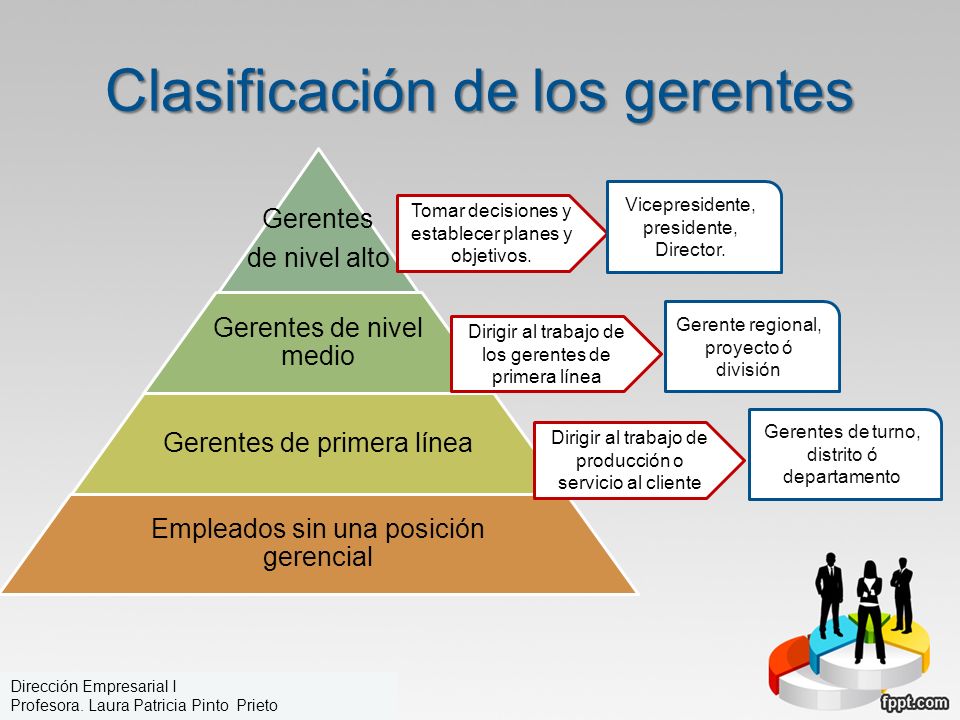 Clasificación de los gerentes
Gerentes
de nivel alto
Tomar decisiones y
establecer planes y
objetivos.
Vicepresidente,
presidente,
Director.
Gerentes de nivel
medio
Dirigir al trabajo de
los gerentes de
primera línea
Gerente regional,
proyecto ó
división
Gerentes de primera línea
Dirigir al trabajo de
producción o
servicio al cliente
Gerentes de turno,
distrito ó
departamento
Empleados sin una posición
gerencial
Dirección Empresarial I
Profesora. Laura Patricia Pinto Prieto
fppt.com